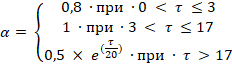 0,8 ·при· 0 < τ ≤ 3
α = { 1 ·при· 3 < τ ≤ 17
0,5 × e^(τ/20) ·при· τ > 17